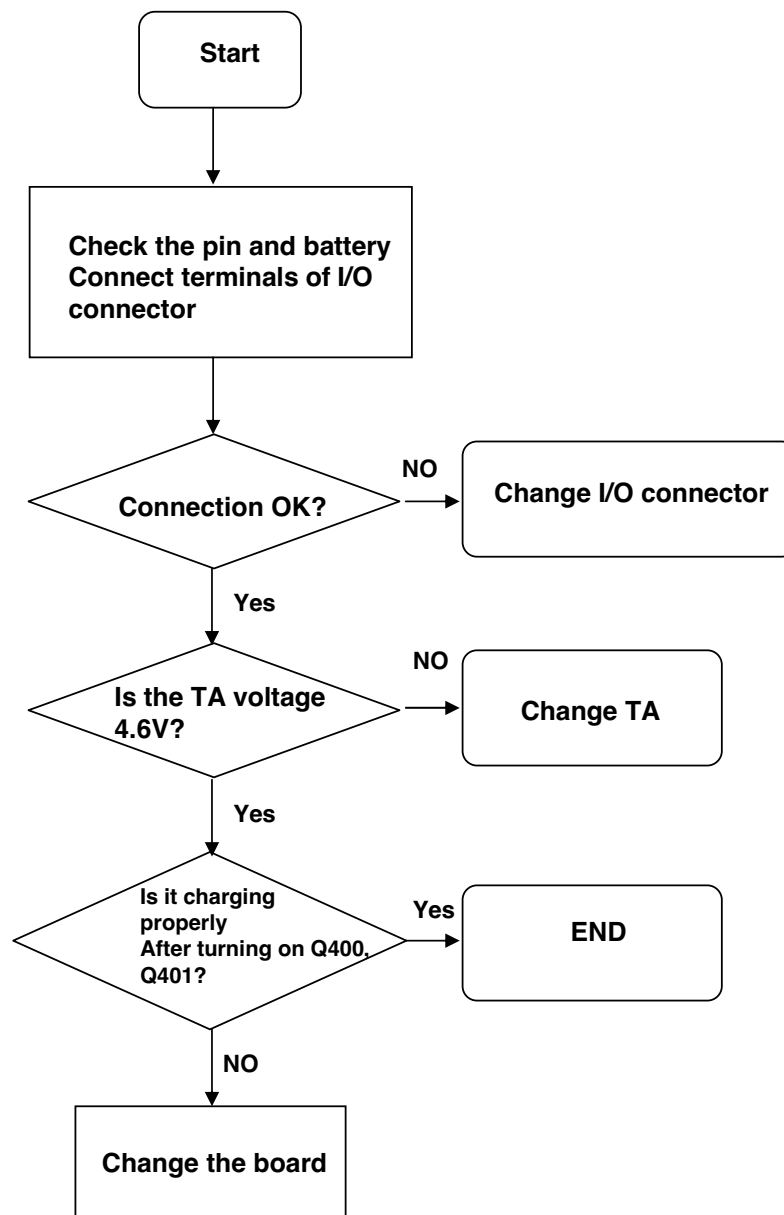 Start
Check the pin and battery
Connect terminals of I/O
connector
Connection OK?
NO
Change I/O connector
Yes
Is the TA voltage
4.6V?
NO
Change TA
Yes
Is it charging
properly
After turning on Q400,
Q401?
Yes
END
NO
Change the board